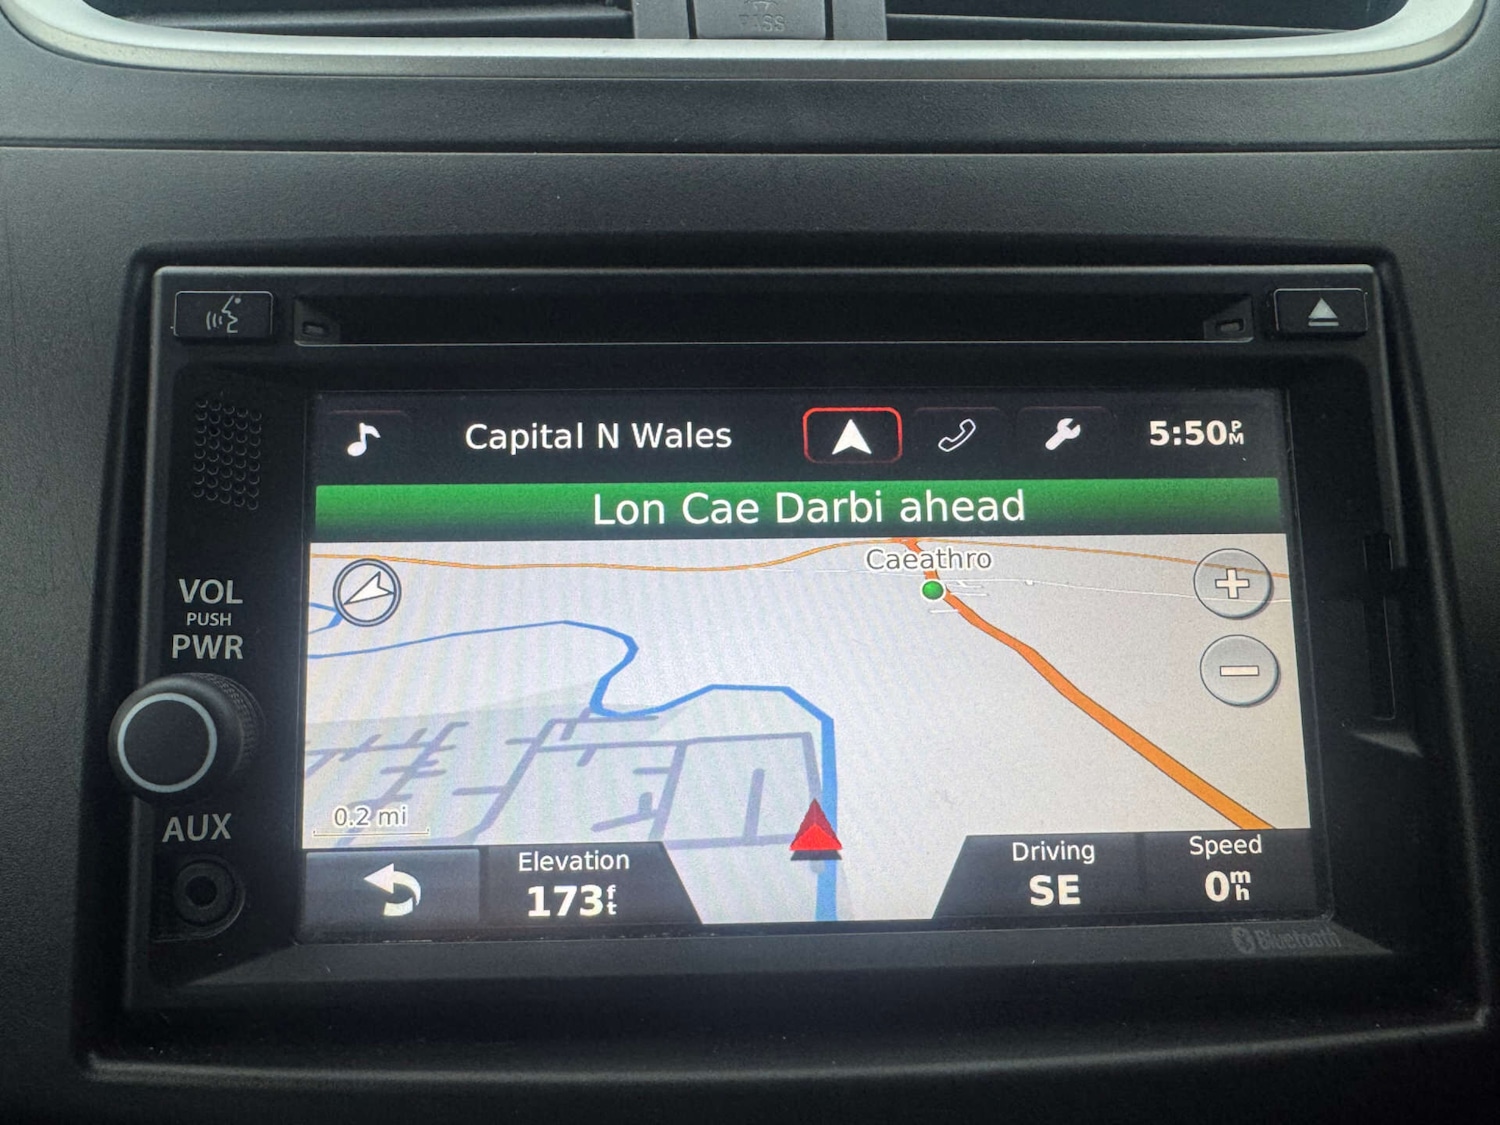 PASS
Capital N Wales
5:50PM
Lon Cae Darbi ahead
Caeathro
VOL
PUSH
PWR
AUX
0.2 mi
Elevation
173ft
Driving
SE
Speed
0mh
Bluetooth